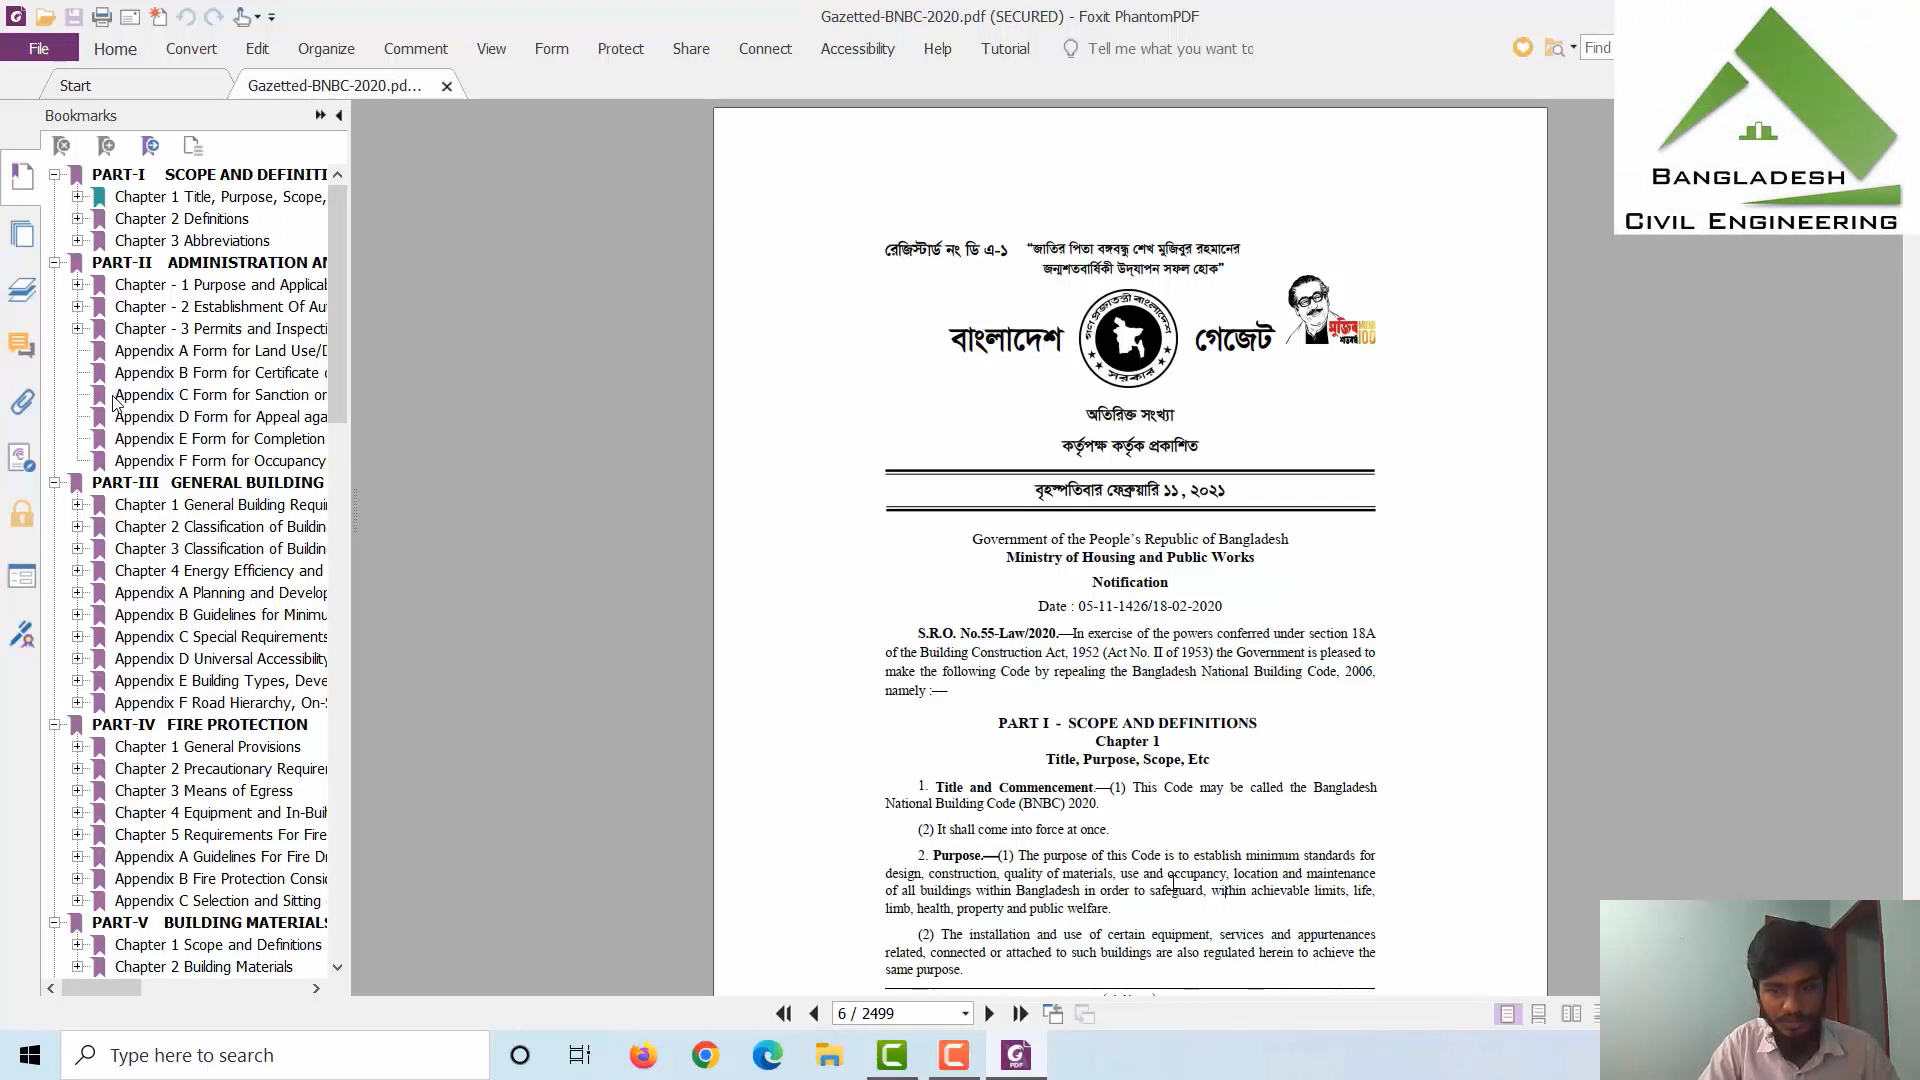 Gazetted-BNBC-2020.pdf (SECURED) - Foxit PhantomPDF
File Home Convert Edit Organize Comment View Form Protect Share Connect Accessibility Help Tutorial Tell me what you want to Find
Start Gazetted-BNBC-2020.pd...
Bookmarks
PART-I SCOPE AND DEFINITI
Chapter 1 Title, Purpose, Scope,
Chapter 2 Definitions
Chapter 3 Abbreviations
PART-II ADMINISTRATION AN
Chapter - 1 Purpose and Applicab
Chapter - 2 Establishment Of Au
Chapter - 3 Permits and Inspecti
Appendix A Form for Land Use/D
Appendix B Form for Certificate o
Appendix C Form for Sanction or
Appendix D Form for Appeal aga
Appendix E Form for Completion
Appendix F Form for Occupancy
PART-III GENERAL BUILDING
Chapter 1 General Building Requi
Chapter 2 Classification of Buildin
Chapter 3 Classification of Buildin
Chapter 4 Energy Efficiency and
Appendix A Planning and Develop
Appendix B Guidelines for Minimu
Appendix C Special Requirements
Appendix D Universal Accessibility
Appendix E Building Types, Deve
Appendix F Road Hierarchy, On-S
PART-IV FIRE PROTECTION
Chapter 1 General Provisions
Chapter 2 Precautionary Requirer
Chapter 3 Means of Egress
Chapter 4 Equipment and In-Buil
Chapter 5 Requirements For Fire
Appendix A Guidelines For Fire Dr
Appendix B Fire Protection Consid
Appendix C Selection and Sitting
PART-V BUILDING MATERIALS
Chapter 1 Scope and Definitions
Chapter 2 Building Materials
রেজিস্টার্ড নং ডি এ-১
“জাতির পিতা বঙ্গবন্ধু শেখ মুজিবুর রহমানের
জন্মশতবার্ষিকী উদ্‌যাপন সফল হোক”
বাংলাদেশ গেজেট
গণপ্রজাতন্ত্রী বাংলাদেশ
সরকার
মুজিব
শতবর্ষ
MUJIB
100
অতিরিক্ত সংখ্যা
কর্তৃপক্ষ কর্তৃক প্রকাশিত
বৃহস্পতিবার ফেব্রুয়ারি ১১, ২০২১
Government of the People’s Republic of Bangladesh
Ministry of Housing and Public Works
Notification
Date : 05-11-1426/18-02-2020
S.R.O. No.55-Law/2020.—In exercise of the powers conferred under section 18A
of the Building Construction Act, 1952 (Act No. II of 1953) the Government is pleased to
make the following Code by repealing the Bangladesh National Building Code, 2006,
namely :—
PART I - SCOPE AND DEFINITIONS
Chapter 1
Title, Purpose, Scope, Etc
1. Title and Commencement.—(1) This Code may be called the Bangladesh
National Building Code (BNBC) 2020.
(2) It shall come into force at once.
2. Purpose.—(1) The purpose of this Code is to establish minimum standards for
design, construction, quality of materials, use and occupancy, location and maintenance
of all buildings within Bangladesh in order to safeguard, within achievable limits, life,
limb, health, property and public welfare.
(2) The installation and use of certain equipment, services and appurtenances
related, connected or attached to such buildings are also regulated herein to achieve the
same purpose.
BANGLADESH
CIVIL ENGINEERING
6 / 2499
Type here to search
PDF